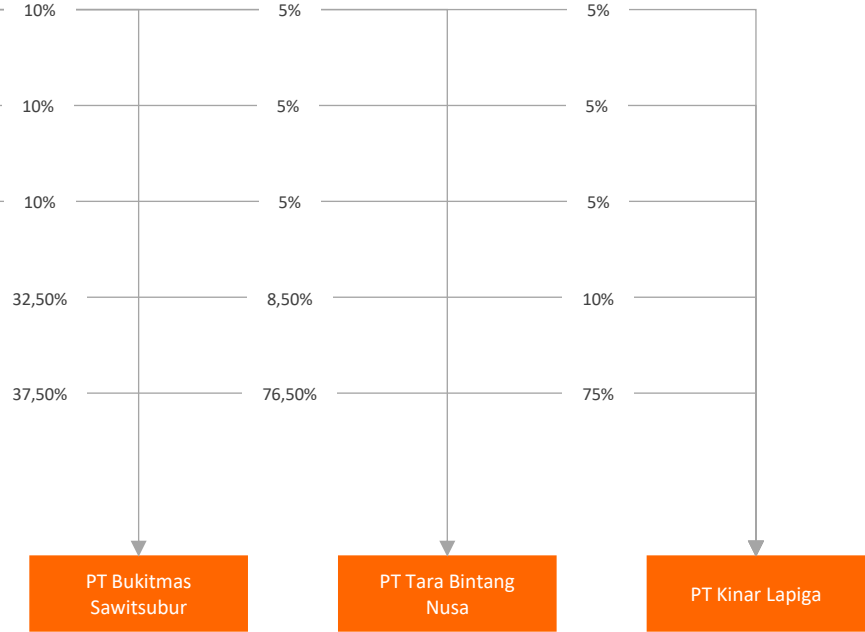 10% 5% 5%
10% 5% 5%
10% 5% 5%
32,50% 8,50% 10%
37,50% 76,50% 75%
PT Bukitmas
Sawitsubur
PT Tara Bintang
Nusa
PT Kinar Lapiga